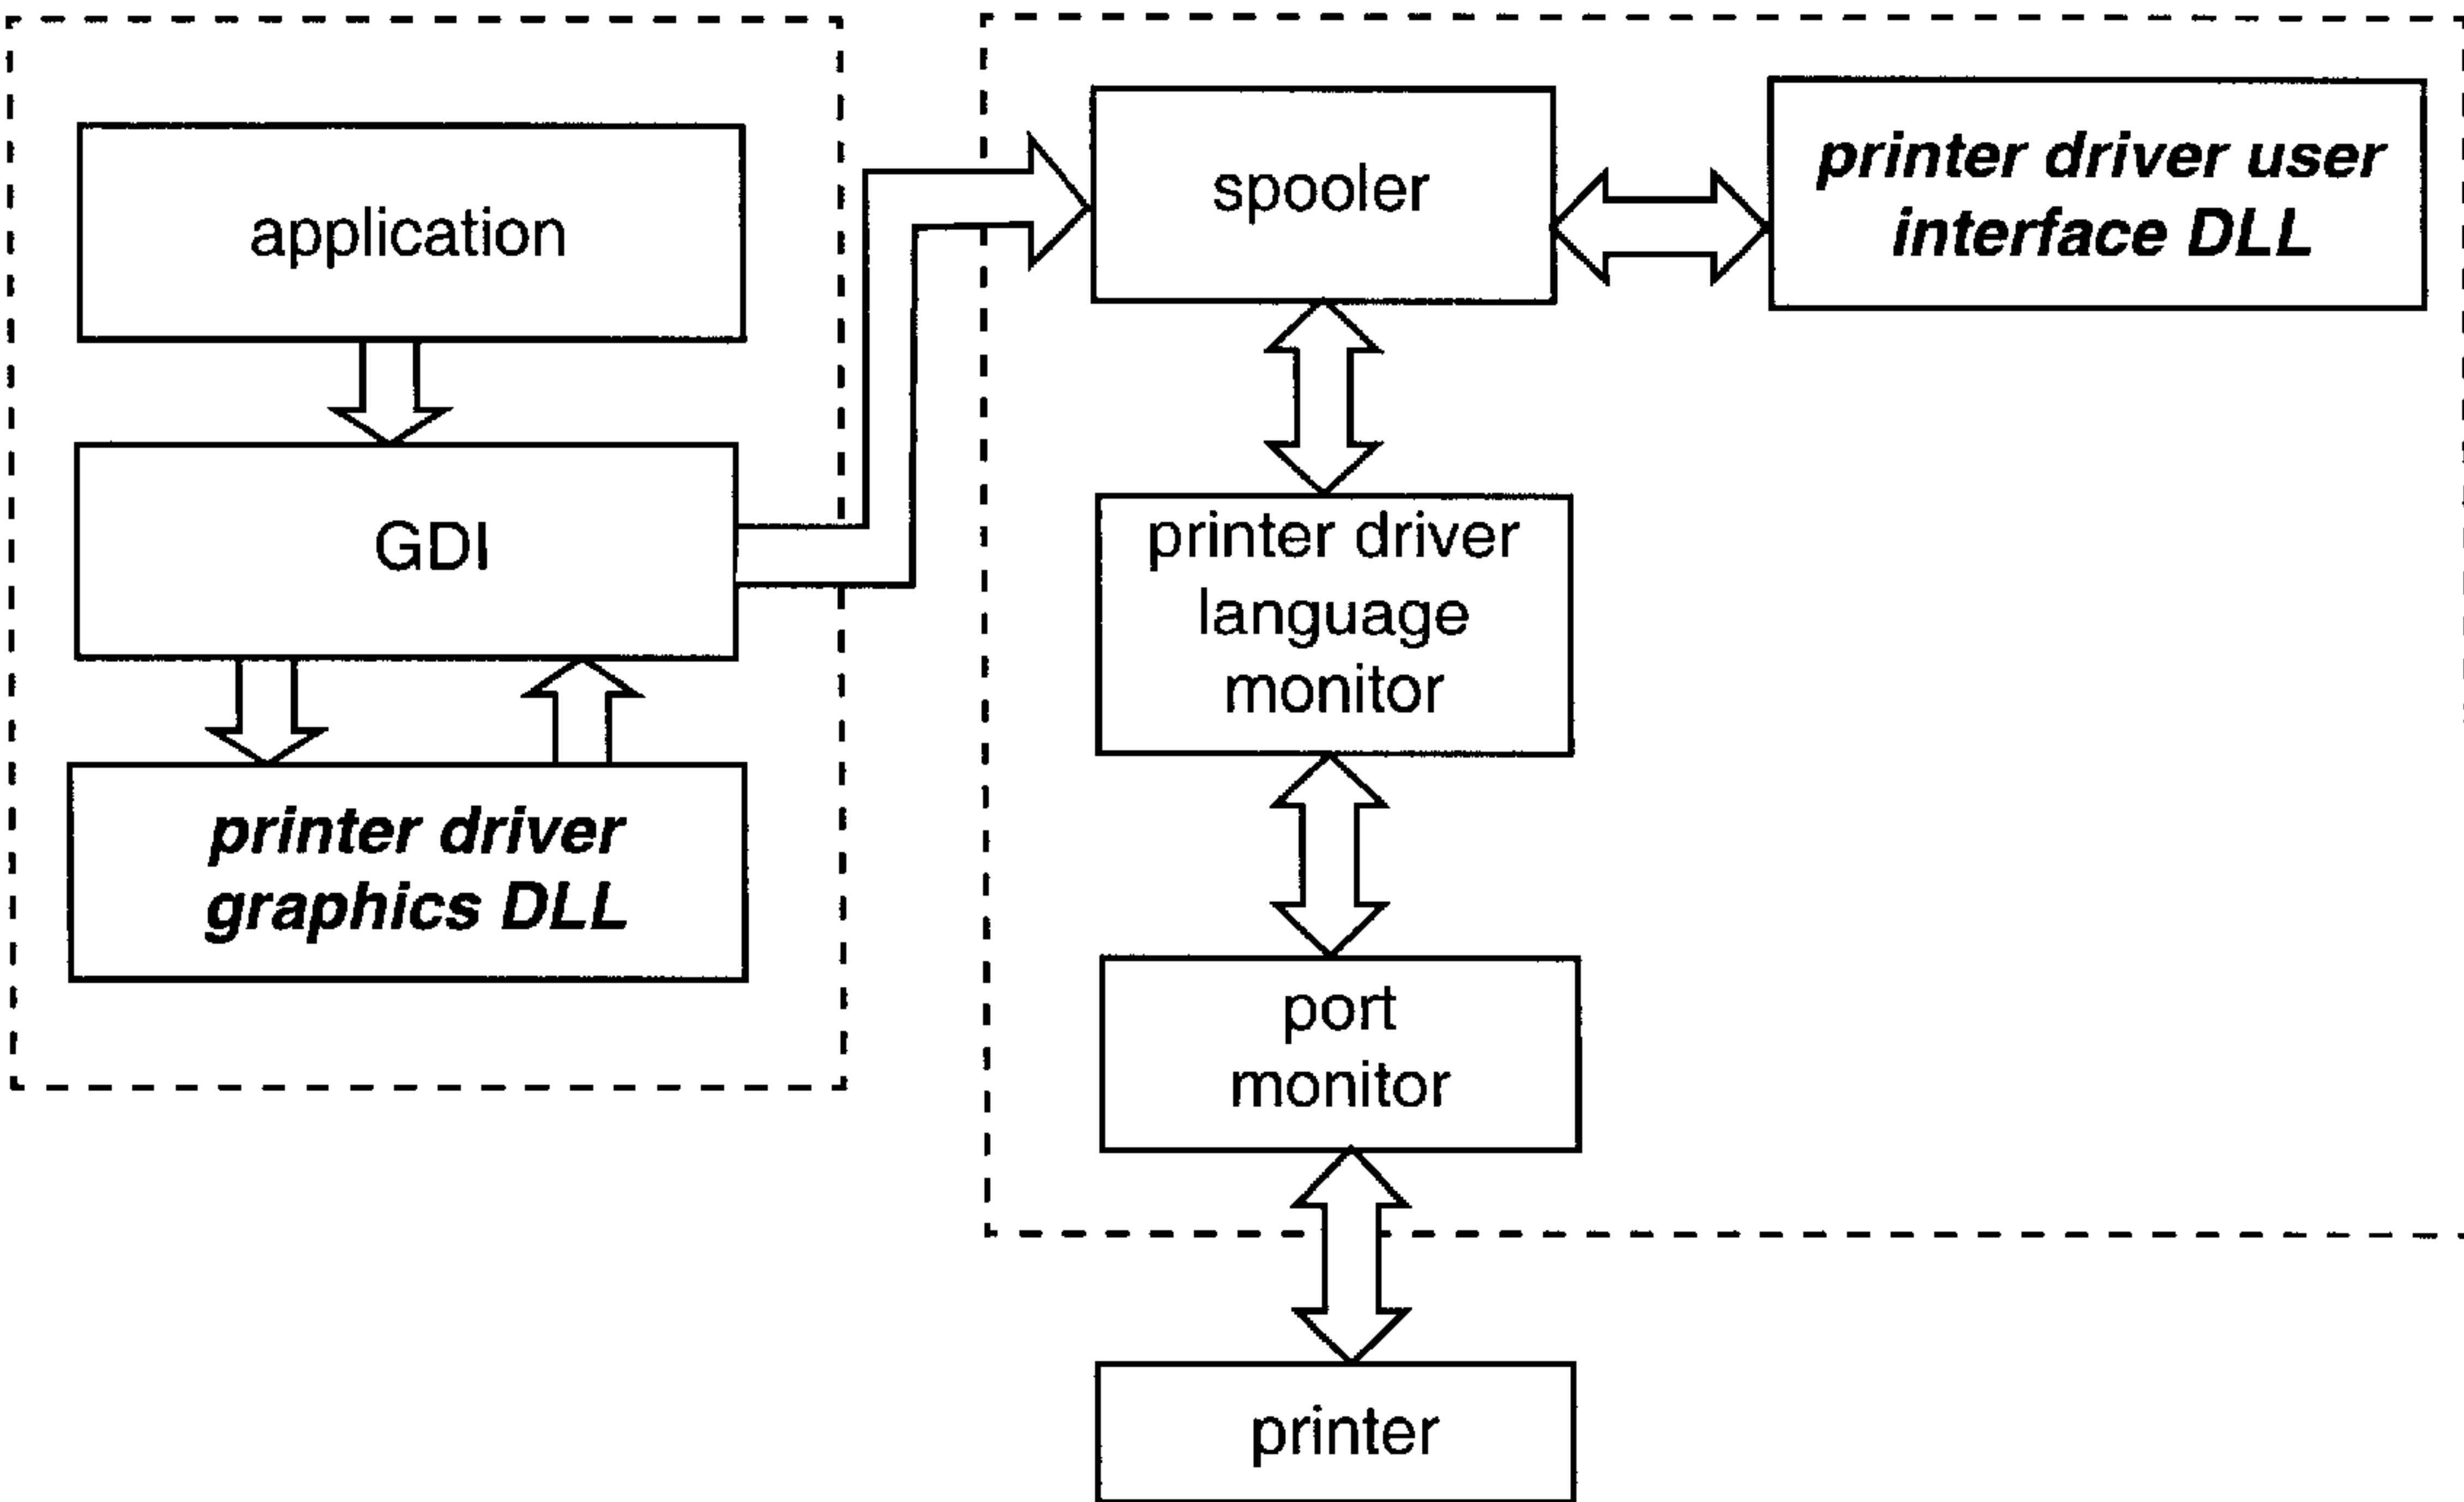 application
GDI
printer driver
graphics DLL
spooler
printer driver user
interface DLL
printer driver
language
monitor
port
monitor
printer